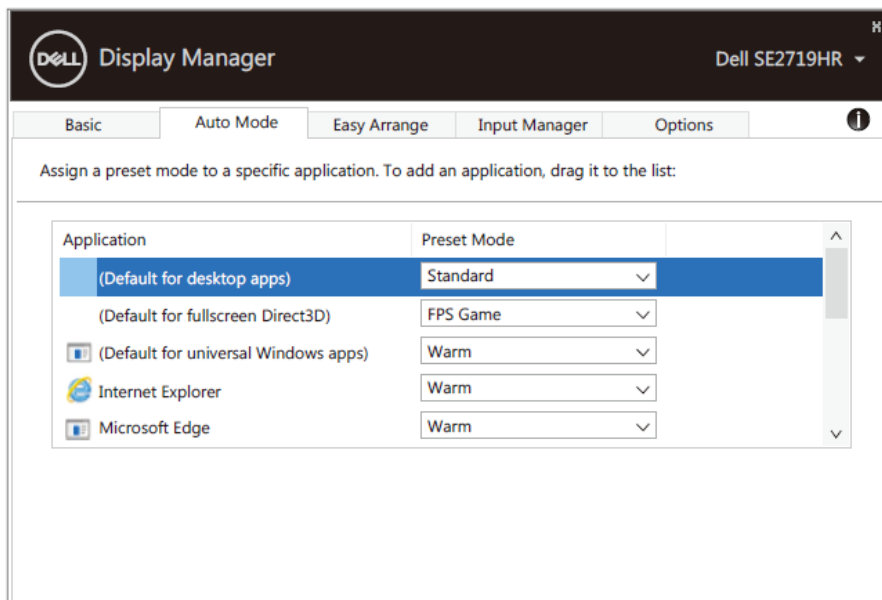 DELL Display Manager
Dell SE2719HR
Basic Auto Mode Easy Arrange Input Manager Options
Assign a preset mode to a specific application. To add an application, drag it to the list:
Application Preset Mode
(Default for desktop apps) Standard
(Default for fullscreen Direct3D) FPS Game
(Default for universal Windows apps) Warm
Internet Explorer Warm
Microsoft Edge Warm